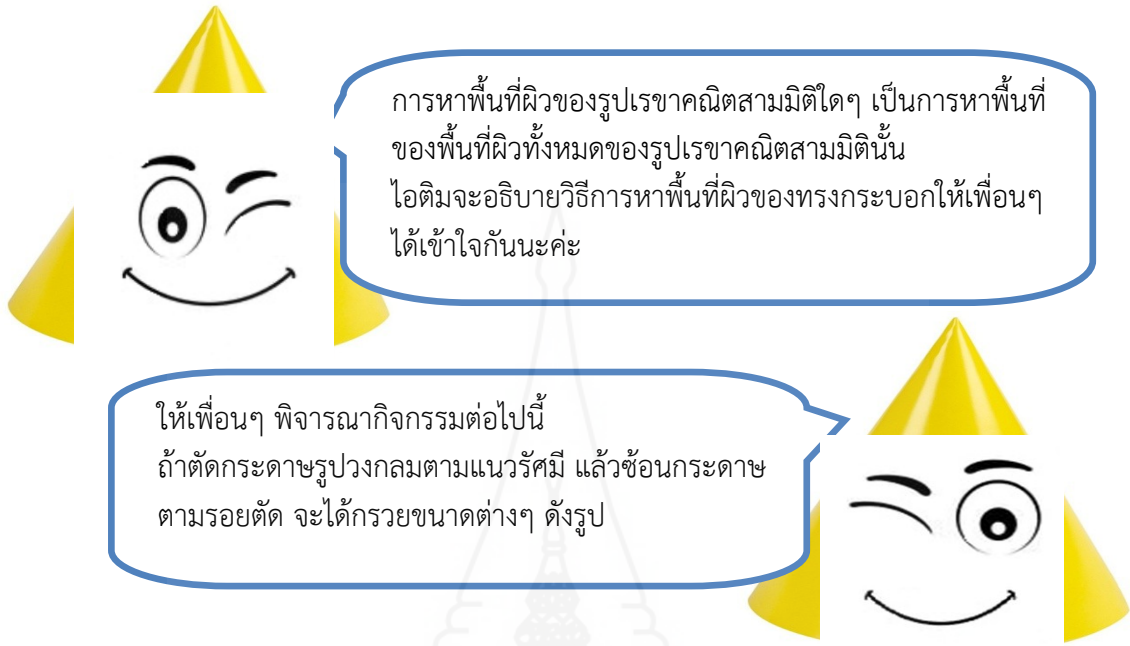 การหาพื้นที่ผิวของรูปเรขาคณิตสามมิติใดๆ เป็นการหาพื้นที่
ของพื้นที่ผิวทั้งหมดของรูปเรขาคณิตสามมิตินั้น
ไอติมจะอธิบายวิธีการหาพื้นที่ผิวของทรงกระบอกให้เพื่อนๆ
ได้เข้าใจกันนะค่ะ
ให้เพื่อนๆ พิจารณากิจกรรมต่อไปนี้
ถ้าตัดกระดาษรูปวงกลมตามแนวรัศมี แล้วซ้อนกระดาษ
ตามรอยตัด จะได้กรวยขนาดต่างๆ ดังรูป